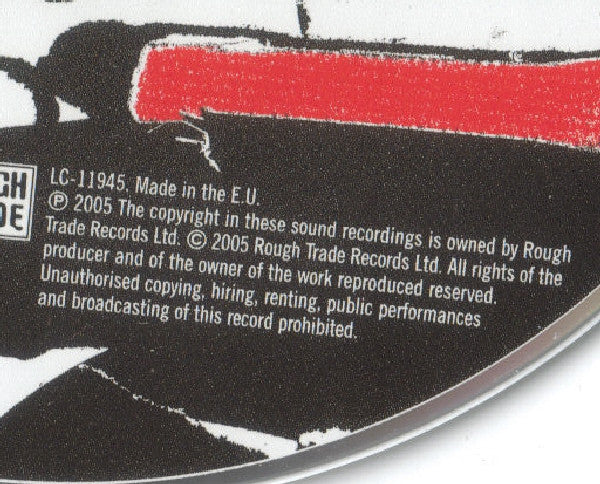 GH
DE
LC-11945, Made in the E.U.
Ⓟ 2005 The copyright in these sound recordings is owned by Rough
Trade Records Ltd. © 2005 Rough Trade Records Ltd. All rights of the
producer and of the owner of the work reproduced reserved.
Unauthorised copying, hiring, renting, public performances
and broadcasting of this record prohibited.